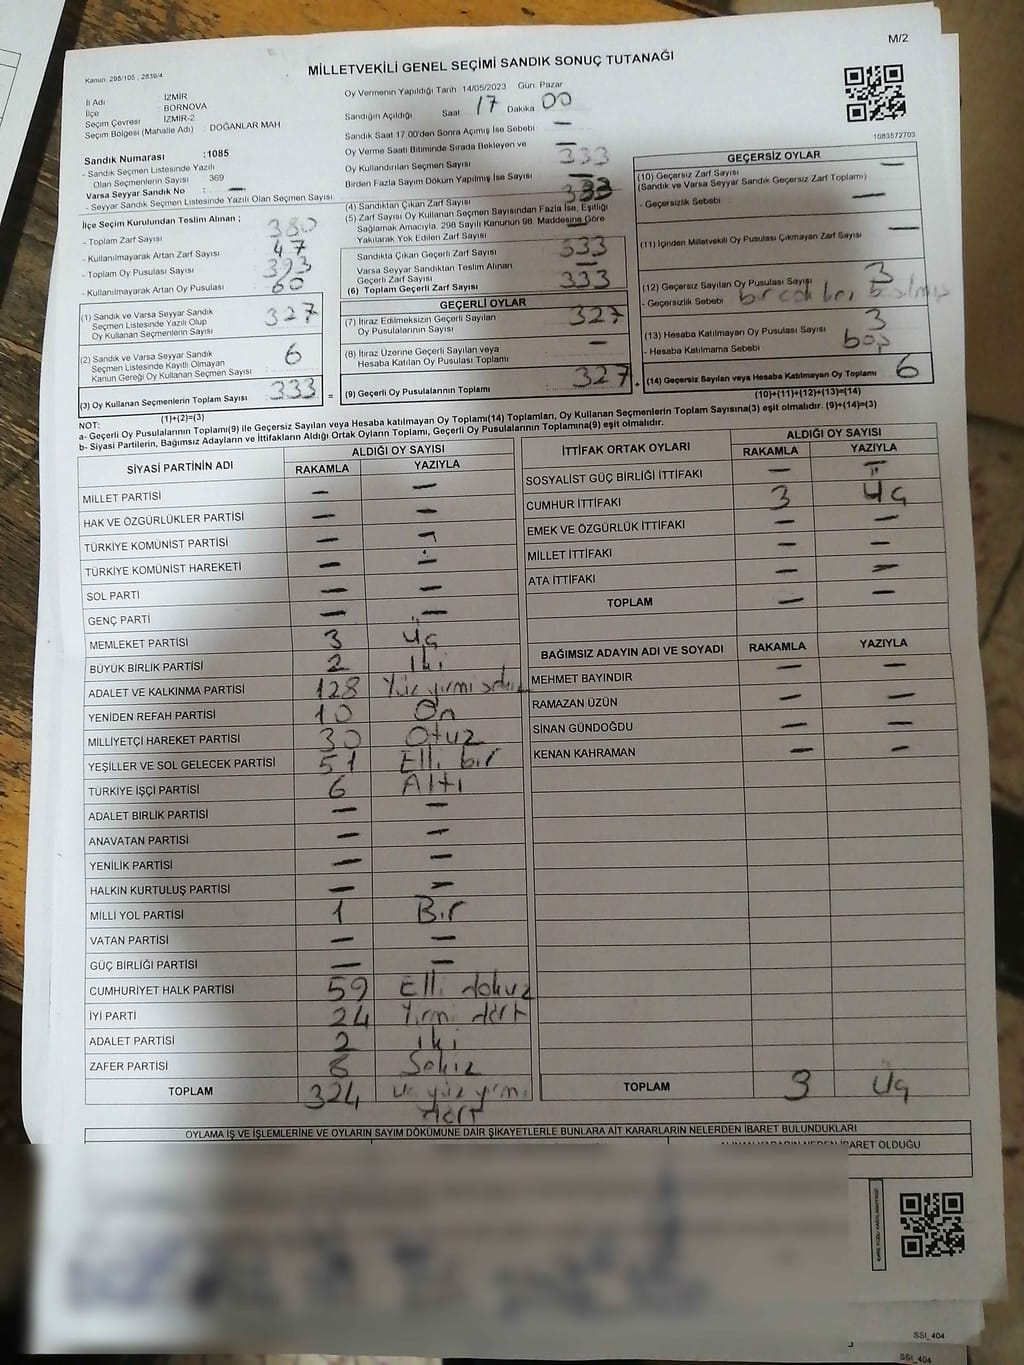 M/2
Kanun: 298/105 , 2839/4
MİLLETVEKİLİ GENEL SEÇİMİ SANDIK SONUÇ TUTANAĞI
İl Adı İZMİR
İlçe BORNOVA
Seçim Çevresi İZMİR-2
Seçim Bölgesi (Mahalle Adı) : DOĞANLAR MAH
Sandık Numarası :1085
- Sandık Seçmen Listesinde Yazılı
Olan Seçmenlerin Sayısı 369
Varsa Seyyar Sandık No : —
- Seyyar Sandık Seçmen Listesinde Yazılı Olan Seçmen Sayısı
İlçe Seçim Kurulundan Teslim Alınan ;
- Toplam Zarf Sayısı 380
- Kullanılmayarak Artan Zarf Sayısı 47
- Toplam Oy Pusulası Sayısı 393
- Kullanılmayarak Artan Oy Pusulası 60
(1) Sandık ve Varsa Seyyar Sandık
Seçmen Listesinde Yazılı Olup
Oy Kullanan Seçmenlerin Sayısı 327
(2) Sandık ve Varsa Seyyar Sandık
Seçmen Listesinde Kayıtlı Olmayan
Kanun Gereği Oy Kullanan Seçmen Sayısı 6
(3) Oy Kullanan Seçmenlerin Toplam Sayısı 333
(1)+(2)=(3)
Oy Vermenin Yapıldığı Tarih 14/05/2023 Gün Pazar
Sandığın Açıldığı Saat 17 Dakika 00
Sandık Saat 17 00'den Sonra Açımış İse Sebebi —
Oy Verme Saati Bitiminde Sırada Bekleyen ve —
Oy Kullandırılan Seçmen Sayısı 333
Birden Fazla Sayım Döküm Yapılmış İse Sayısı —
(4) Sandıktan Çıkan Zarf Sayısı 333
(5) Zarf Sayısı Oy Kullanan Seçmen Sayısından Fazla İse, Eşitliği
Sağlamak Amacıyla, 298 Sayılı Kanunun 98. Maddesine Göre
Yakılarak Yok Edilen Zarf Sayısı
Sandıkta Çıkan Geçerli Zarf Sayısı 333
Varsa Seyyar Sandıktan Teslim Alınan
Geçerli Zarf Sayısı —
(6) Toplam Geçerli Zarf Sayısı 333
GEÇERLİ OYLAR
(7) İtiraz Edilmeksizin Geçerli Sayılan
Oy Pusulalarının Sayısı 327
(8) İtiraz Üzerine Geçerli Sayılan veya
Hesaba Katılan Oy Pusulası Toplamı —
(9) Geçerli Oy Pusulalarının Toplamı 327
1083572703
GEÇERSİZ OYLAR
(10) Geçersiz Zarf Sayısı —
(Sandık ve Varsa Seyyar Sandık Geçersiz Zarf Toplamı)
- Geçersizlik Sebebi —
(11) İçinden Milletvekili Oy Pusulası Çıkmayan Zarf Sayısı —
(12) Geçersiz Sayılan Oy Pusulası Sayısı 3
- Geçersizlik Sebebi
(13) Hesaba Katılmayan Oy Pusulası Sayısı 3
- Hesaba Katılmama Sebebi boş
(14) Geçersiz Sayılan veya Hesaba Katılmayan Oy Toplamı 6
(10)+(11)+(12)+(13)=(14)
NOT:
a- Geçerli Oy Pusulalarının Toplamı(9) ile Geçersiz Sayılan veya Hesaba katılmayan Oy Toplamı(14) Toplamları, Oy Kullanan Seçmenlerin Toplam Sayısına(3) eşit olmalıdır. (9)+(14)=(3)
b- Siyasi Partilerin, Bağımsız Adayların ve İttifakların Aldığı Ortak Oyların Toplamı, Geçerli Oy Pusulalarının Toplamına(9) eşit olmalıdır.
SİYASİ PARTİNİN ADI ALDIĞI OY SAYISI
RAKAMLA YAZIYLA
MİLLET PARTİSİ — —
HAK VE ÖZGÜRLÜKLER PARTİSİ — —
TÜRKİYE KOMÜNİST PARTİSİ — —
TÜRKİYE KOMÜNİST HAREKETİ — —
SOL PARTİ — —
GENÇ PARTİ — —
MEMLEKET PARTİSİ 3 Üç
BÜYÜK BİRLİK PARTİSİ 2 İki
ADALET VE KALKINMA PARTİSİ 128 Yüz yirmi sekiz
YENİDEN REFAH PARTİSİ 10 On
MİLLİYETÇİ HAREKET PARTİSİ 30 Otuz
YEŞİLLER VE SOL GELECEK PARTİSİ 51 Elli bir
TÜRKİYE İŞÇİ PARTİSİ 6 Altı
ADALET BİRLİK PARTİSİ — —
ANAVATAN PARTİSİ — —
YENİLİK PARTİSİ — —
HALKIN KURTULUŞ PARTİSİ — —
MİLLİ YOL PARTİSİ 1 Bir
VATAN PARTİSİ — —
GÜÇ BİRLİĞİ PARTİSİ — —
CUMHURİYET HALK PARTİSİ 59 Elli dokuz
İYİ PARTİ 24 Yirmi dört
ADALET PARTİSİ 2 İki
ZAFER PARTİSİ 8 Sekiz
TOPLAM 324 Üç yüz yirmi
dört
İTTİFAK ORTAK OYLARI ALDIĞI OY SAYISI
RAKAMLA YAZIYLA
SOSYALİST GÜÇ BİRLİĞİ İTTİFAKI — —
CUMHUR İTTİFAKI 3 Üç
EMEK VE ÖZGÜRLÜK İTTİFAKI — —
MİLLET İTTİFAKI — —
ATA İTTİFAKI — —
TOPLAM — —
BAĞIMSIZ ADAYIN ADI VE SOYADI RAKAMLA YAZIYLA
MEHMET BAYINDIR — —
RAMAZAN ÜZÜN — —
SİNAN GÜNDOĞDU — —
KENAN KAHRAMAN — —
TOPLAM 3 Üç
OYLAMA İŞ VE İŞLEMLERİNE VE OYLARIN SAYIM DÖKÜMÜNE DAİR ŞİKAYETLERLE BUNLARA AİT KARARLARIN NELERDEN İBARET BULUNDUKLARI
ALINAN KARARIN NEDEN İBARET OLDUĞU
SSI_404
SSI_404